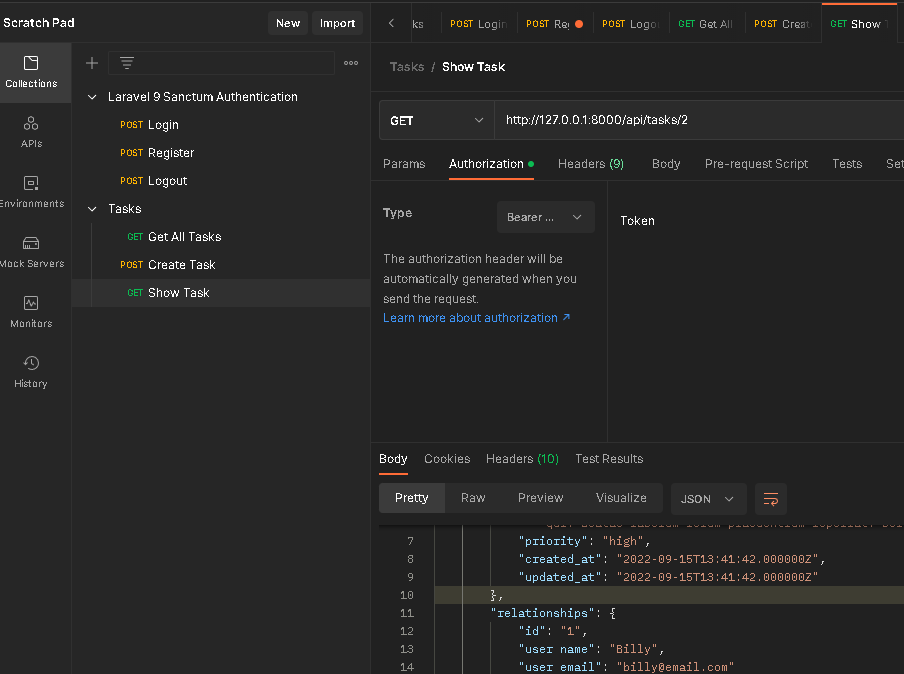 Scratch Pad
New
Import
ks
POST Login
POST Re
POST Logo
GET Get All
POST Creat
GET Show
Collections
APIs
Environments
Mock Servers
Monitors
History
Laravel 9 Sanctum Authentication
POST Login
POST Register
POST Logout
Tasks
GET Get All Tasks
POST Create Task
GET Show Task
Tasks / Show Task
GET
http://127.0.0.1:8000/api/tasks/2
Params
Authorization
Headers (9)
Body
Pre-request Script
Tests
Set
Type
Bearer ...
Token
The authorization header will be
automatically generated when you
send the request.
Learn more about authorization ↗
Body
Cookies
Headers (10)
Test Results
Pretty
Raw
Preview
Visualize
JSON
7 "priority": "high",
8 "created_at": "2022-09-15T13:41:42.000000Z",
9 "updated_at": "2022-09-15T13:41:42.000000Z"
10 },
11 "relationships": {
12 "id": "1",
13 "user name": "Billy",
14 "user email": "billy@email.com"